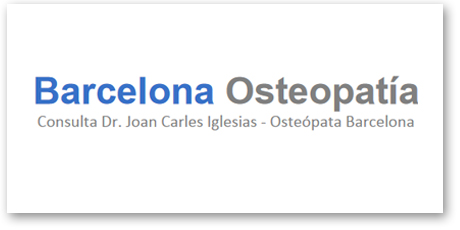 Barcelona Osteopatía
Consulta Dr. Joan Carles Iglesias - Osteópata Barcelona